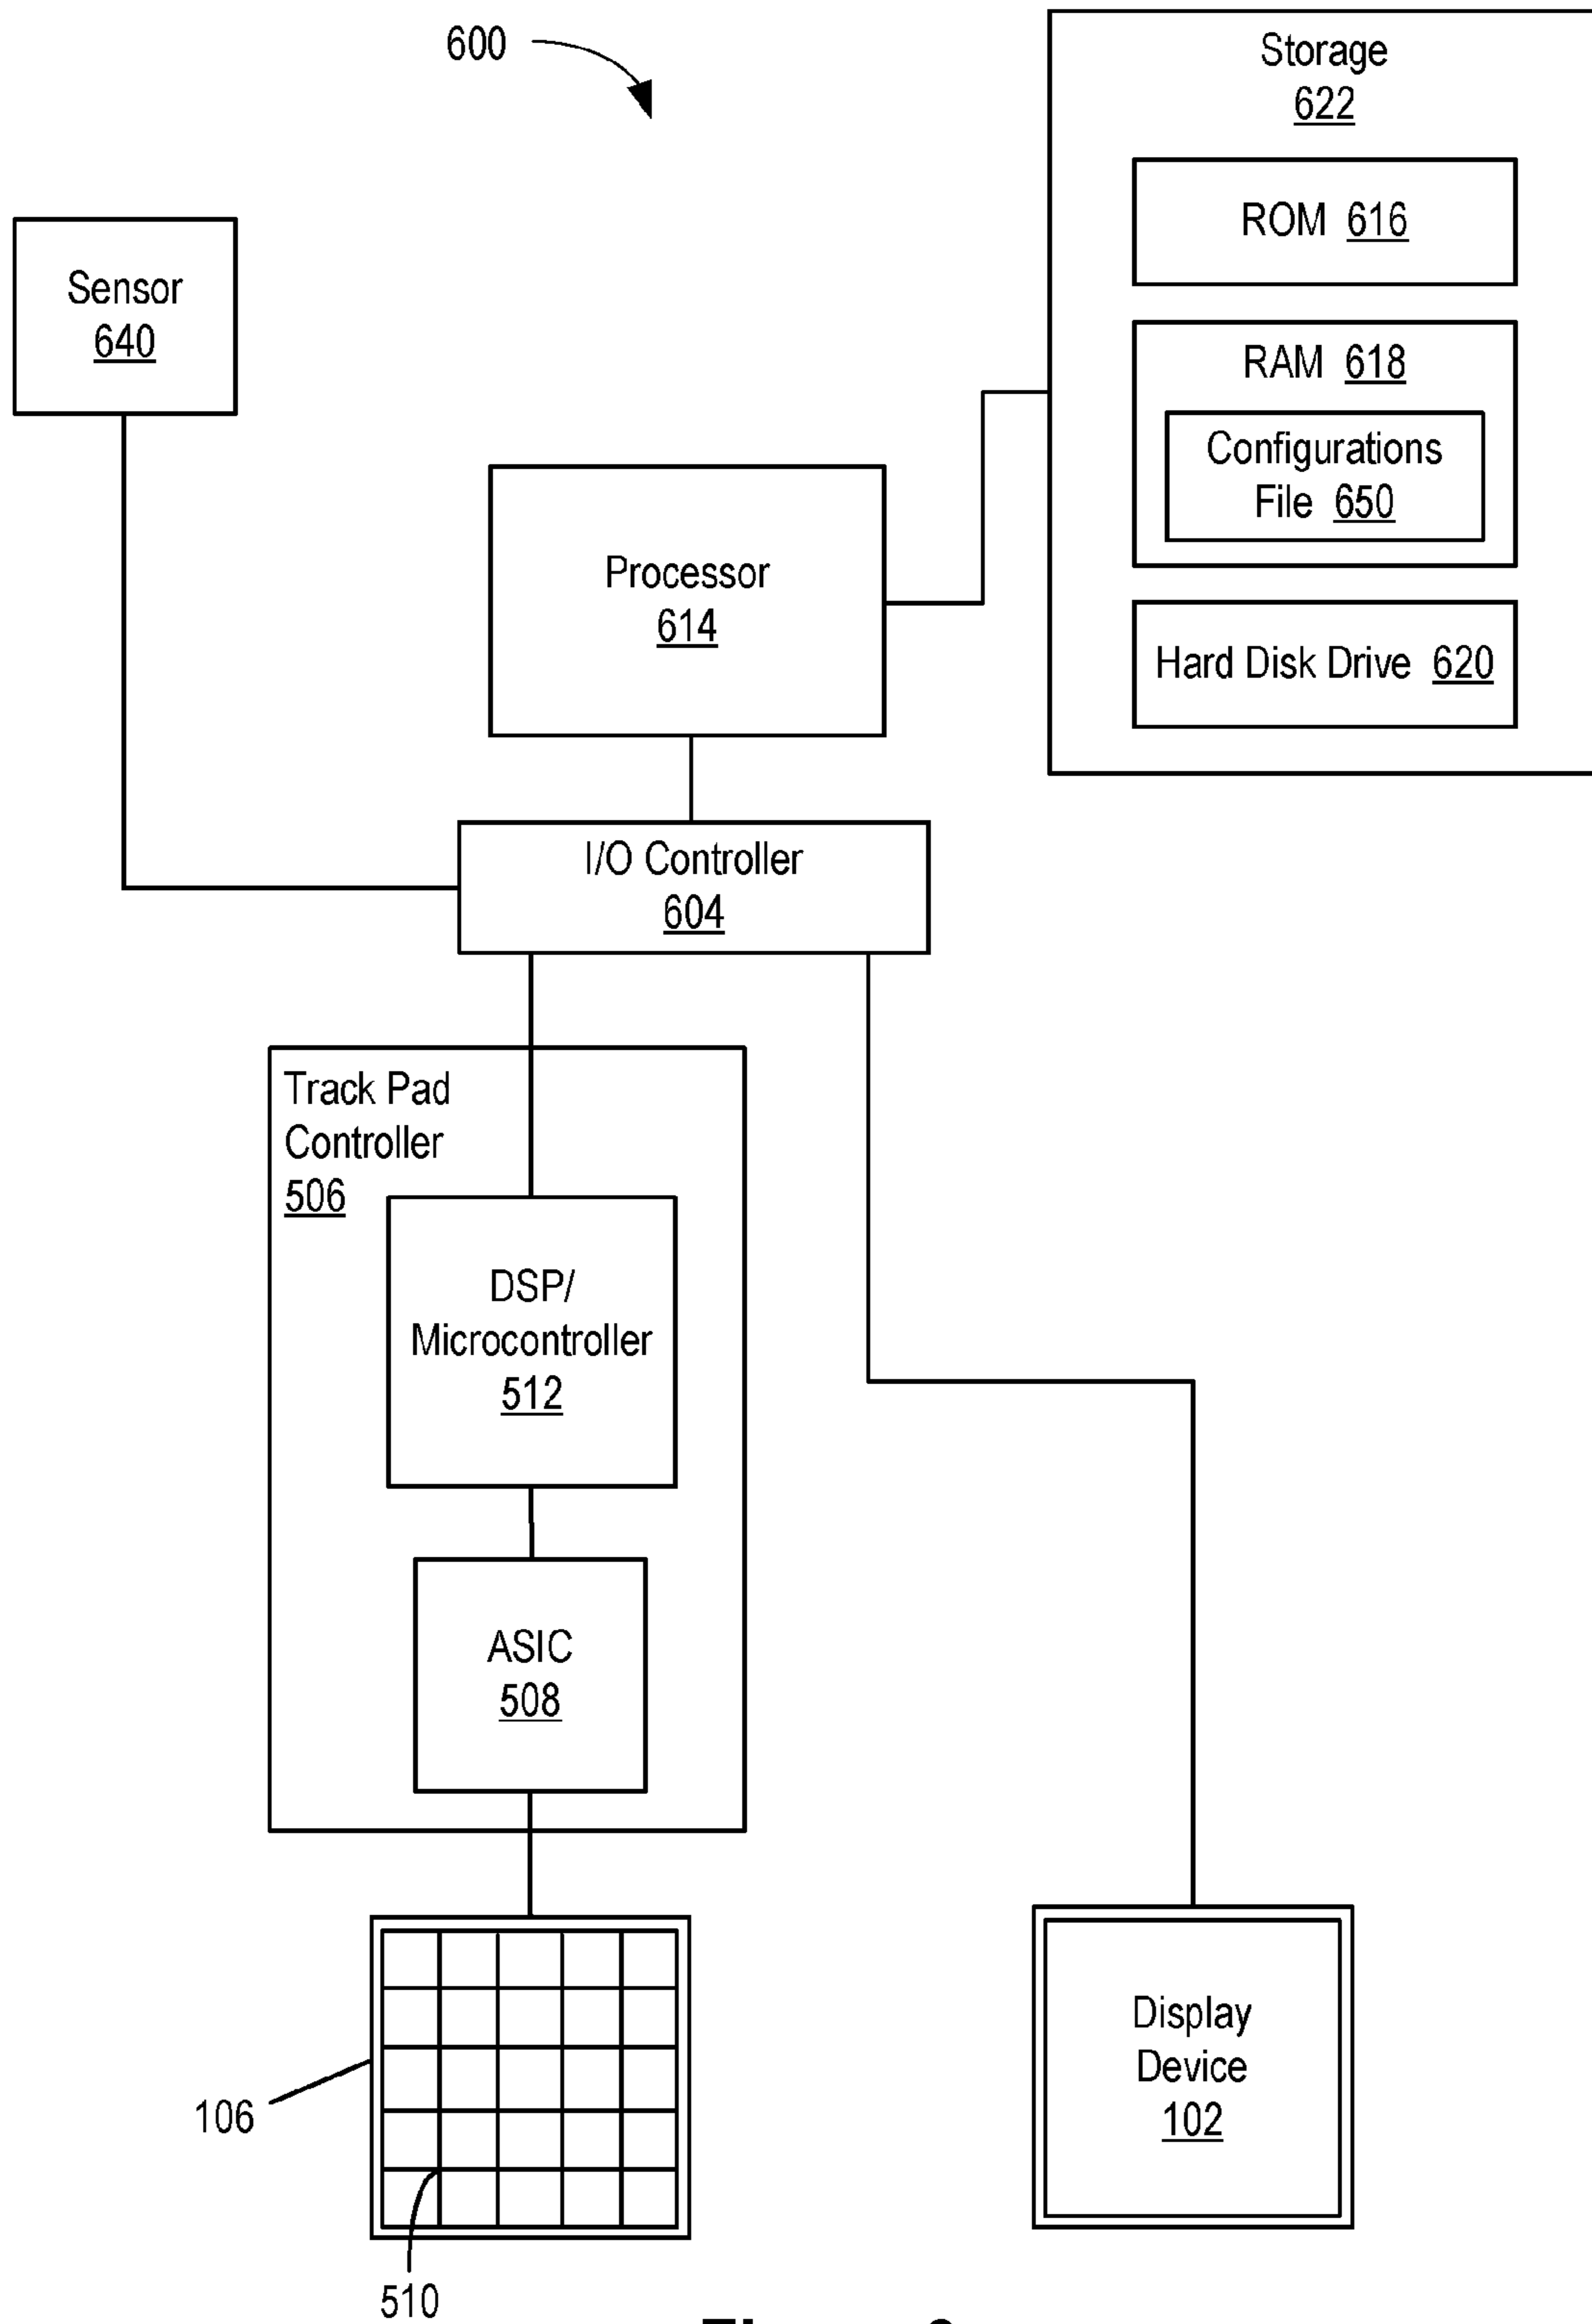 600
Storage
622
ROM 616
Sensor
640
RAM 618
Configurations
File 650
Processor
614
Hard Disk Drive 620
I/O Controller
604
Track Pad
Controller
506
DSP/
Microcontroller
512
ASIC
508
Display
Device
102
106
510